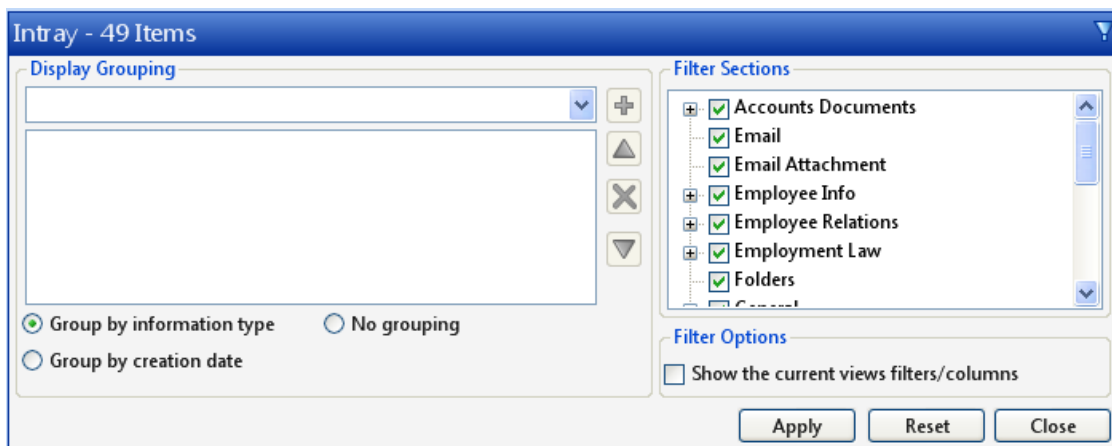 Intray - 49 Items
Display Grouping
Group by information type
No grouping
Group by creation date
Filter Sections
Accounts Documents
Email
Email Attachment
Employee Info
Employee Relations
Employment Law
Folders
General
Filter Options
Show the current views filters/columns
Apply
Reset
Close